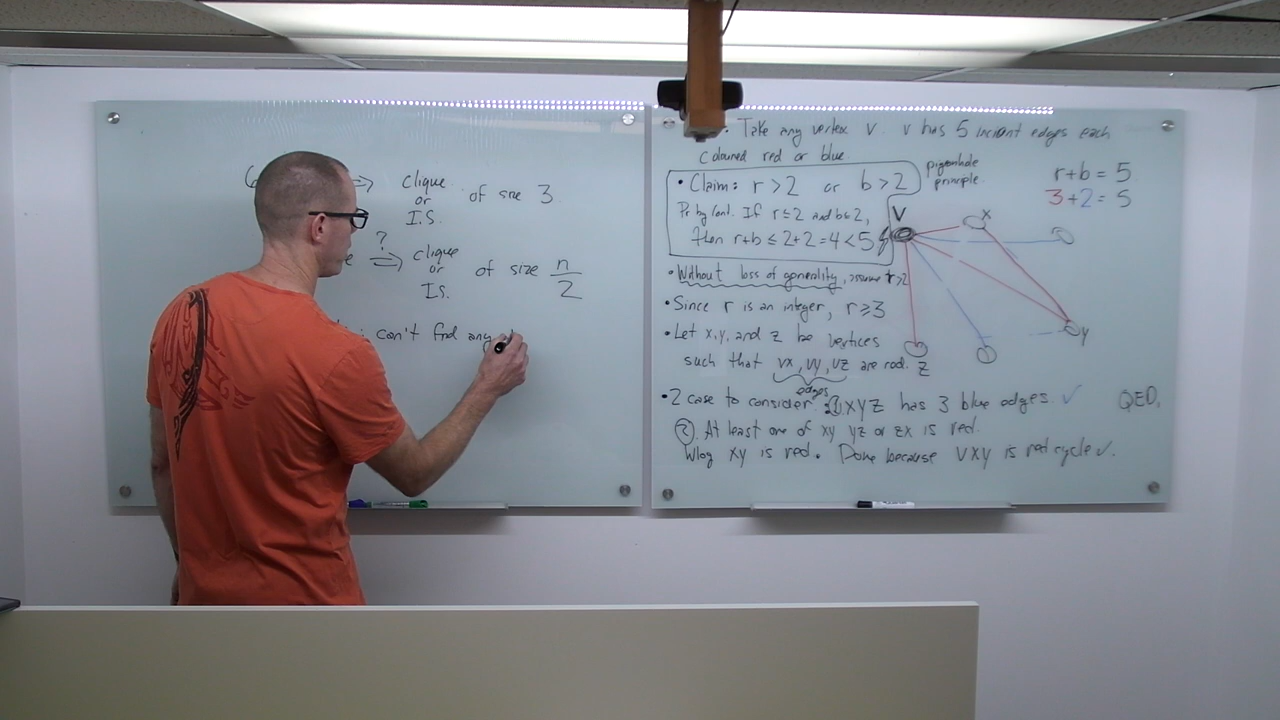 6
⇒
clique
or
I.S.
of size 3
?
e ⇒
clique
or
IS.
of size n/2
: can't find any
• Take any vertex v. v has 5 incident edges each
coloured red or blue.
• Claim: r > 2 or b > 2
Pf by Cont. If r ≤ 2 and b ≤ 2,
then r+b ≤ 2+2 = 4 < 5
pigeonhole
principle
r+b = 5
3+2 = 5
• Without loss of generality, assume r>2
• Since r is an integer, r ≥ 3
• Let x, y, and z be vertices
such that vx, vy, vz are red.
edges
V
x
y
z
• 2 case to consider: ① XYZ has 3 blue edges. ✓
QED.
② At least one of xy yz or zx is red.
Wlog xy is red. Done because VXY is red cycle ✓.